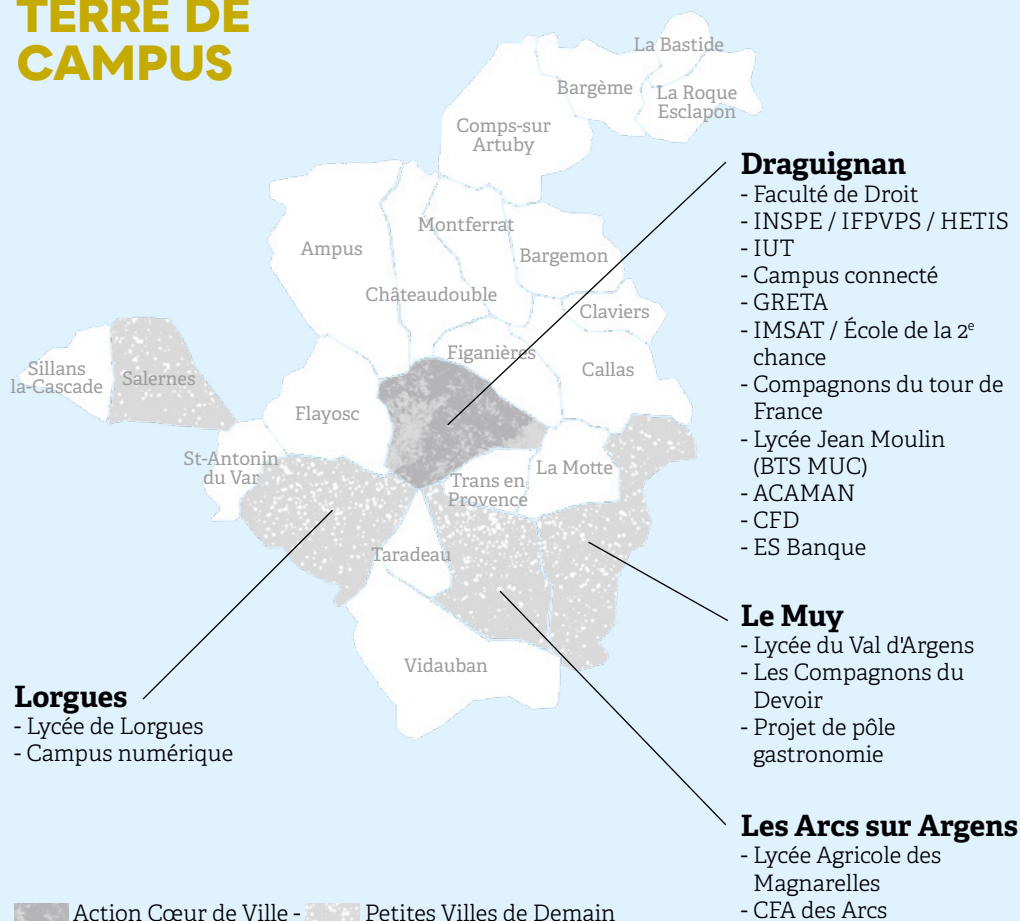 TERRE DE
CAMPUS
La Bastide
Bargème
La Roque
Esclapon
Comps-sur
Artuby
Montferrat
Ampus
Bargemon
Châteaudouble
Claviers
Figanières
Callas
Sillans
la-Cascade
Salernes
Flayosc
St-Antonin
du Var
La Motte
Trans en
Provence
Taradeau
Vidauban
Draguignan
- Faculté de Droit
- INSPE / IFPVPS / HETIS
- IUT
- Campus connecté
- GRETA
- IMSAT / École de la 2e
chance
- Compagnons du tour de
France
- Lycée Jean Moulin
(BTS MUC)
- ACAMAN
- CFD
- ES Banque
Le Muy
- Lycée du Val d'Argens
- Les Compagnons du
Devoir
- Projet de pôle
gastronomie
Lorgues
- Lycée de Lorgues
- Campus numérique
Les Arcs sur Argens
- Lycée Agricole des
Magnarelles
- CFA des Arcs
Action Cœur de Ville - Petites Villes de Demain